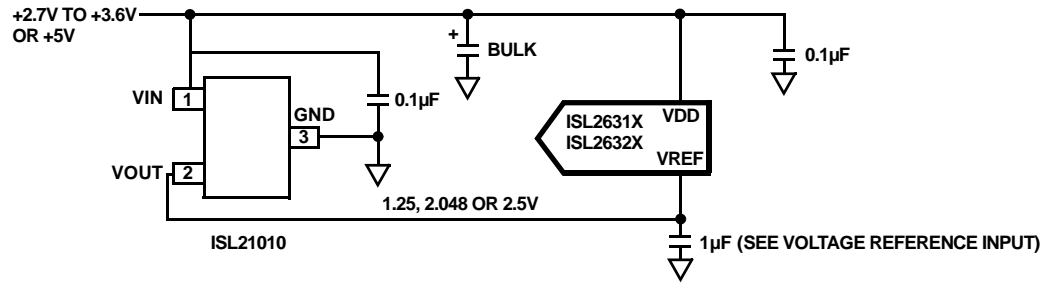 +2.7V TO +3.6V
OR +5V
+
BULK
0.1µF
VIN
1
0.1µF
GND
3
ISL2631X
ISL2632X
VDD
VREF
VOUT
2
1.25, 2.048 OR 2.5V
ISL21010
1µF (SEE VOLTAGE REFERENCE INPUT)